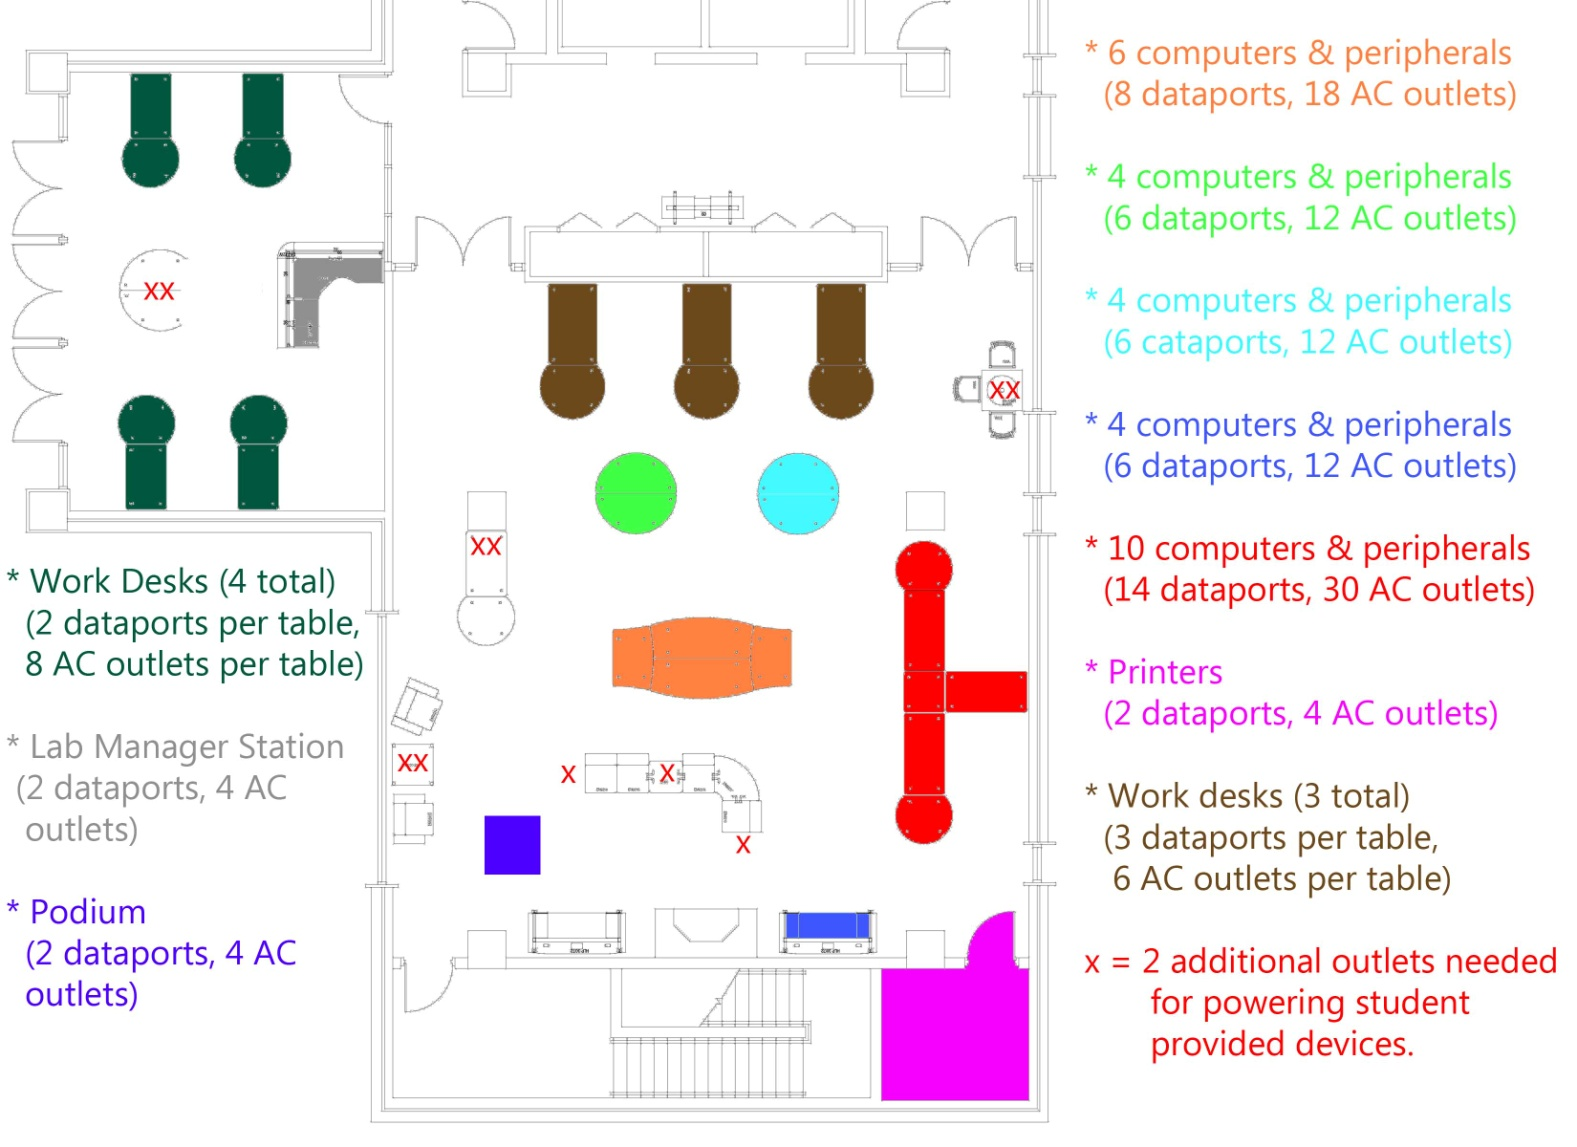 * 6 computers & peripherals
(8 dataports, 18 AC outlets)
* 4 computers & peripherals
(6 dataports, 12 AC outlets)
* 4 computers & peripherals
(6 cataports, 12 AC outlets)
* 4 computers & peripherals
(6 dataports, 12 AC outlets)
* 10 computers & peripherals
(14 dataports, 30 AC outlets)
* Printers
(2 dataports, 4 AC outlets)
* Work desks (3 total)
(3 dataports per table,
6 AC outlets per table)
x = 2 additional outlets needed
for powering student
provided devices.
* Work Desks (4 total)
(2 dataports per table,
8 AC outlets per table)
* Lab Manager Station
(2 dataports, 4 AC
outlets)
* Podium
(2 dataports, 4 AC
outlets)
xx
xx
xx
xx
x
x
x